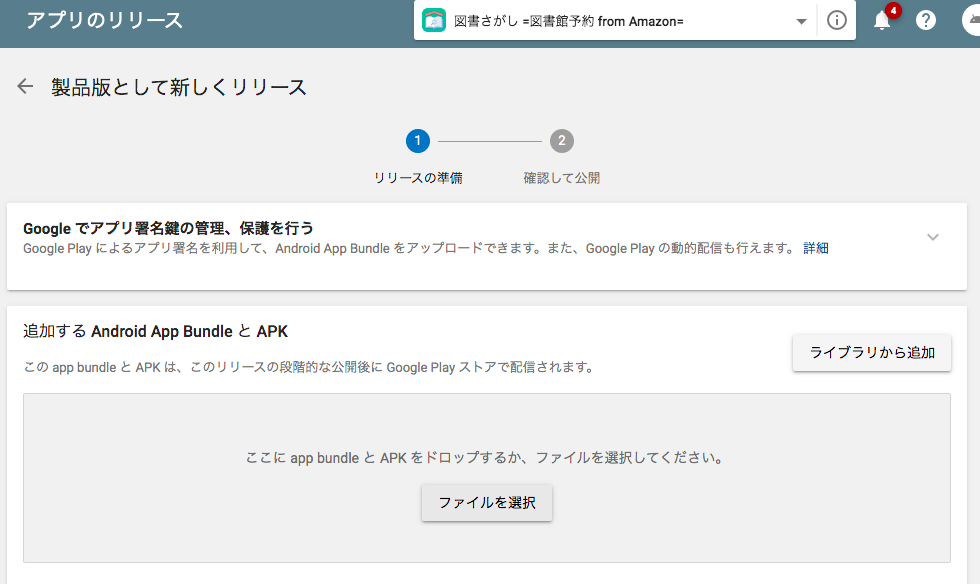 アプリのリリース
図書さがし =図書館予約 from Amazon=
4
製品版として新しくリリース
1
2
リリースの準備
確認して公開
Google でアプリ署名鍵の管理、保護を行う
Google Play によるアプリ署名を利用して、Android App Bundle をアップロードできます。また、Google Play の動的配信も行えます。 詳細
追加する Android App Bundle と APK
ライブラリから追加
この app bundle と APK は、このリリースの段階的な公開後に Google Play ストアで配信されます。
ここに app bundle と APK をドロップするか、ファイルを選択してください。
ファイルを選択